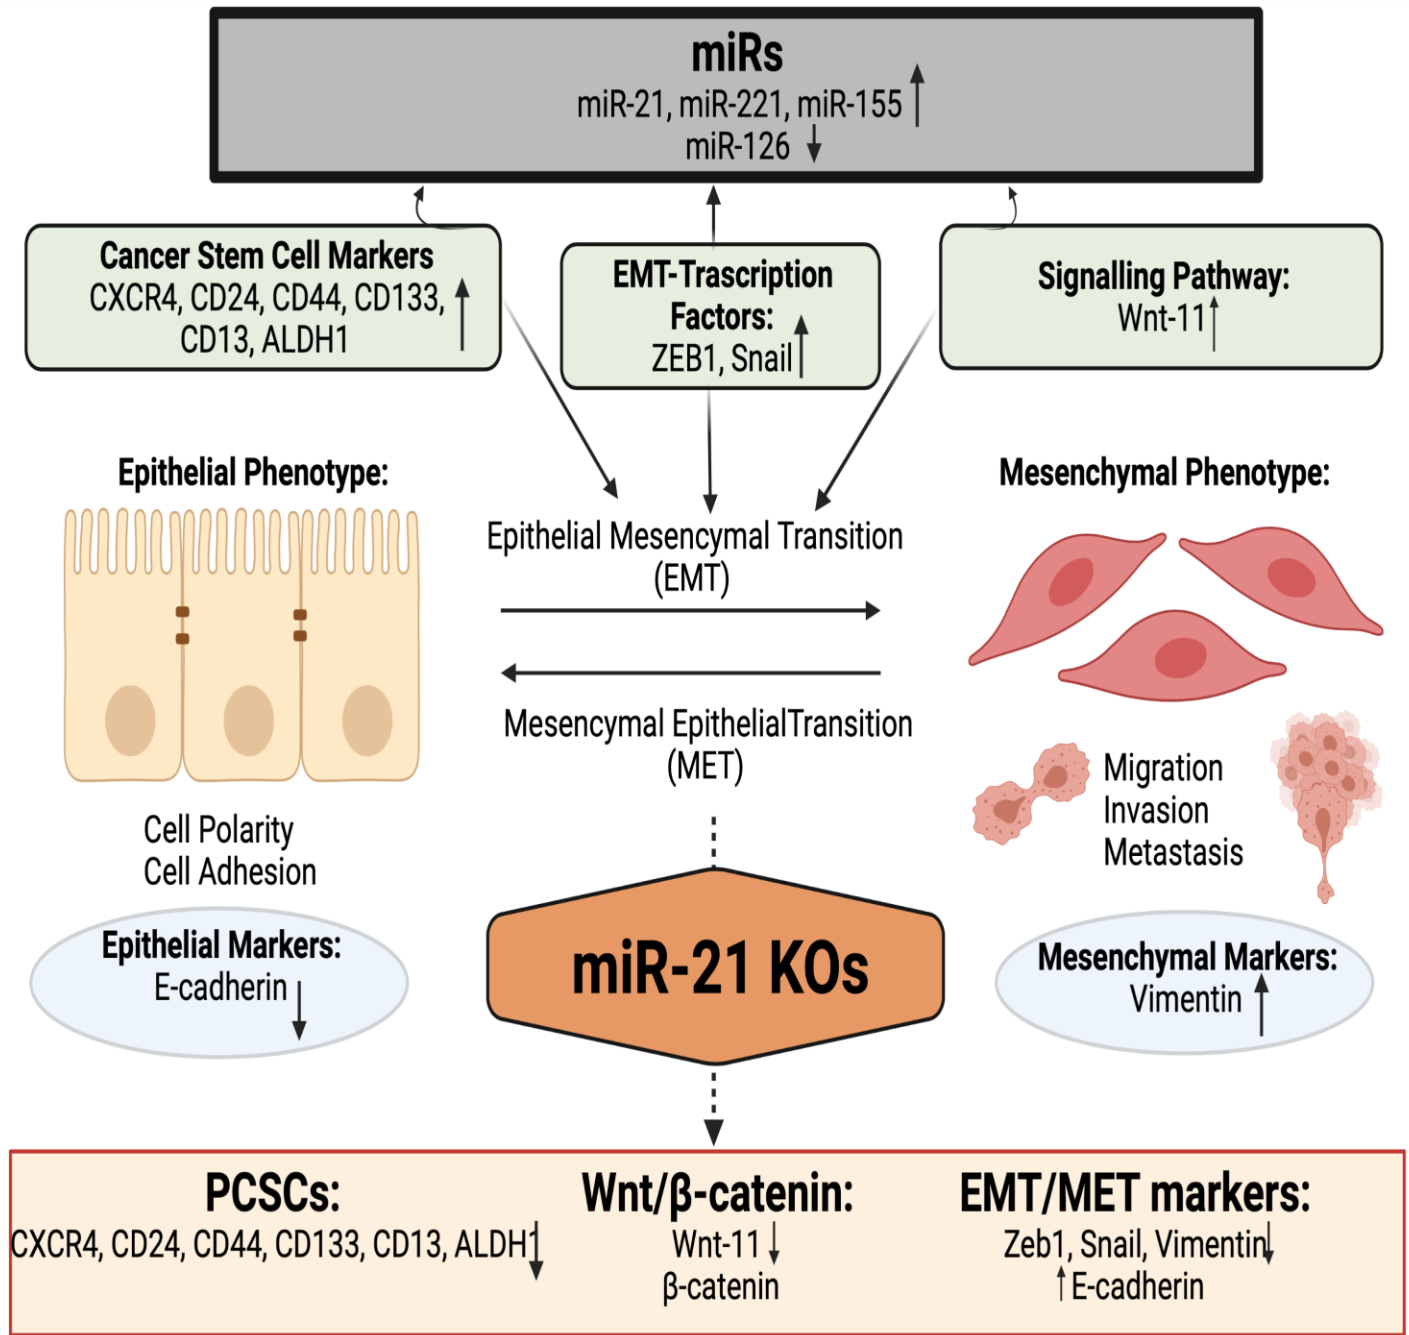 miRs
miR-21, miR-221, miR-155
miR-126
Cancer Stem Cell Markers
CXCR4, CD24, CD44, CD133,
CD13, ALDH1
EMT-Trascription
Factors:
ZEB1, Snail
Signalling Pathway:
Wnt-11
Epithelial Phenotype:
Mesenchymal Phenotype:
Epithelial Mesencymal Transition
(EMT)
Mesencymal EpithelialTransition
(MET)
Cell Polarity
Cell Adhesion
Migration
Invasion
Metastasis
Epithelial Markers:
E-cadherin
miR-21 KOs
Mesenchymal Markers:
Vimentin
PCSCs:
CXCR4, CD24, CD44, CD133, CD13, ALDH1
Wnt/β-catenin:
Wnt-11
β-catenin
EMT/MET markers:
Zeb1, Snail, Vimentin
E-cadherin